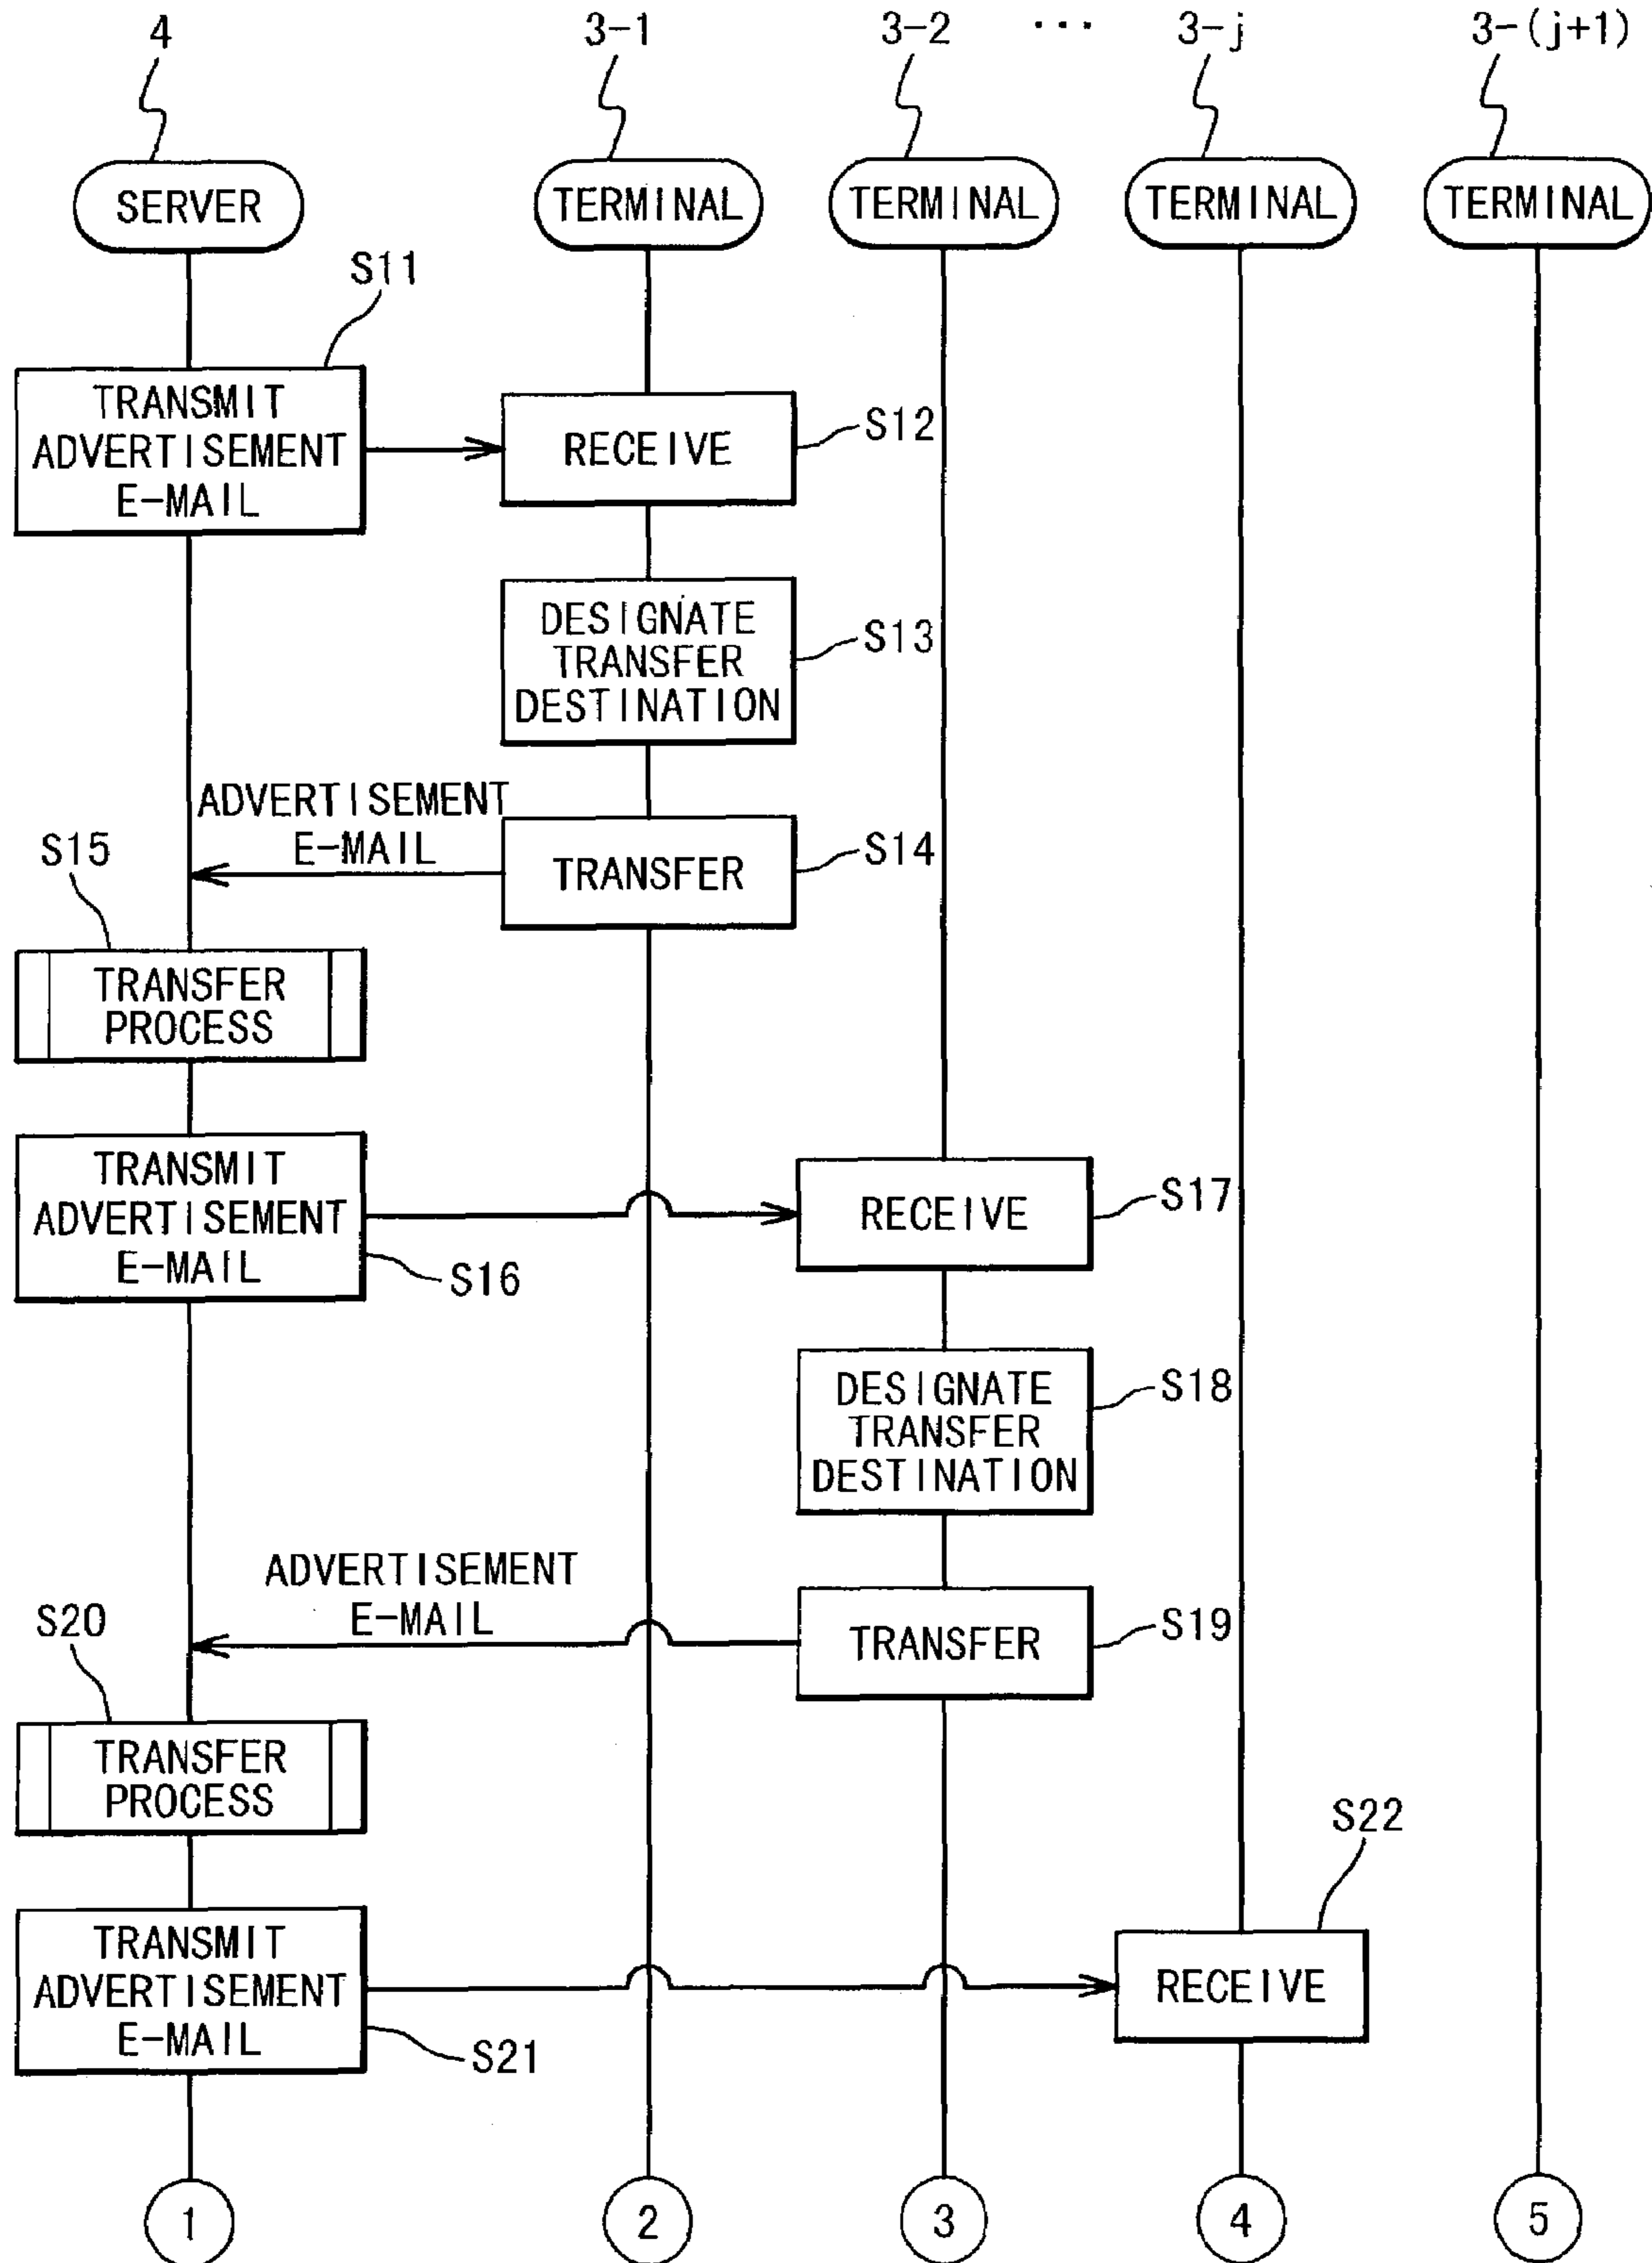 4 3-1 3-2 ... 3-j 3-(j+1)
SERVER TERMINAL TERMINAL TERMINAL TERMINAL
S11
TRANSMIT
ADVERTISEMENT
E-MAIL
RECEIVE
S12
DESIGNATE
TRANSFER
DESTINATION
S13
ADVERTISEMENT
E-MAIL
TRANSFER
S14
S15
TRANSFER
PROCESS
TRANSMIT
ADVERTISEMENT
E-MAIL
S16
RECEIVE
S17
DESIGNATE
TRANSFER
DESTINATION
S18
ADVERTISEMENT
E-MAIL
TRANSFER
S19
S20
TRANSFER
PROCESS
TRANSMIT
ADVERTISEMENT
E-MAIL
S21
S22
RECEIVE
1 2 3 4 5